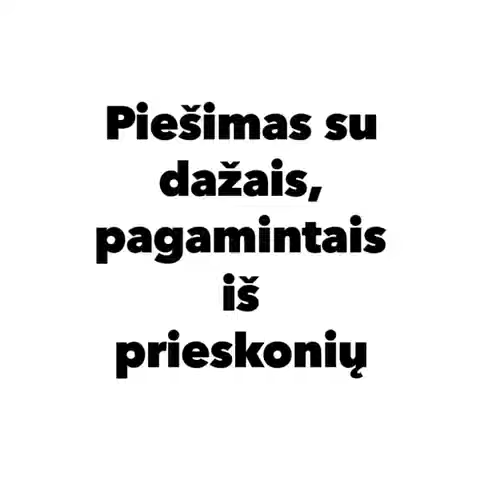 Piešimas su
dažais,
pagamintais
iš
prieskonių